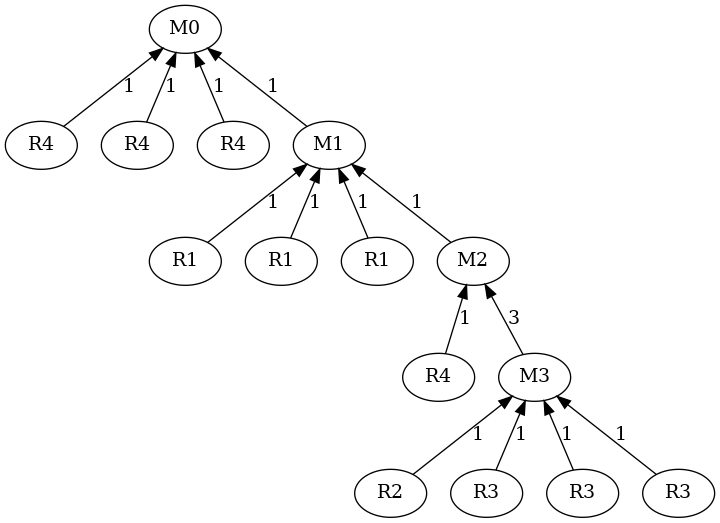 M0
1 1 1 1
R4 R4 R4 M1
1 1 1 1
R1 R1 R1 M2
1 3
R4 M3
1 1 1 1
R2 R3 R3 R3